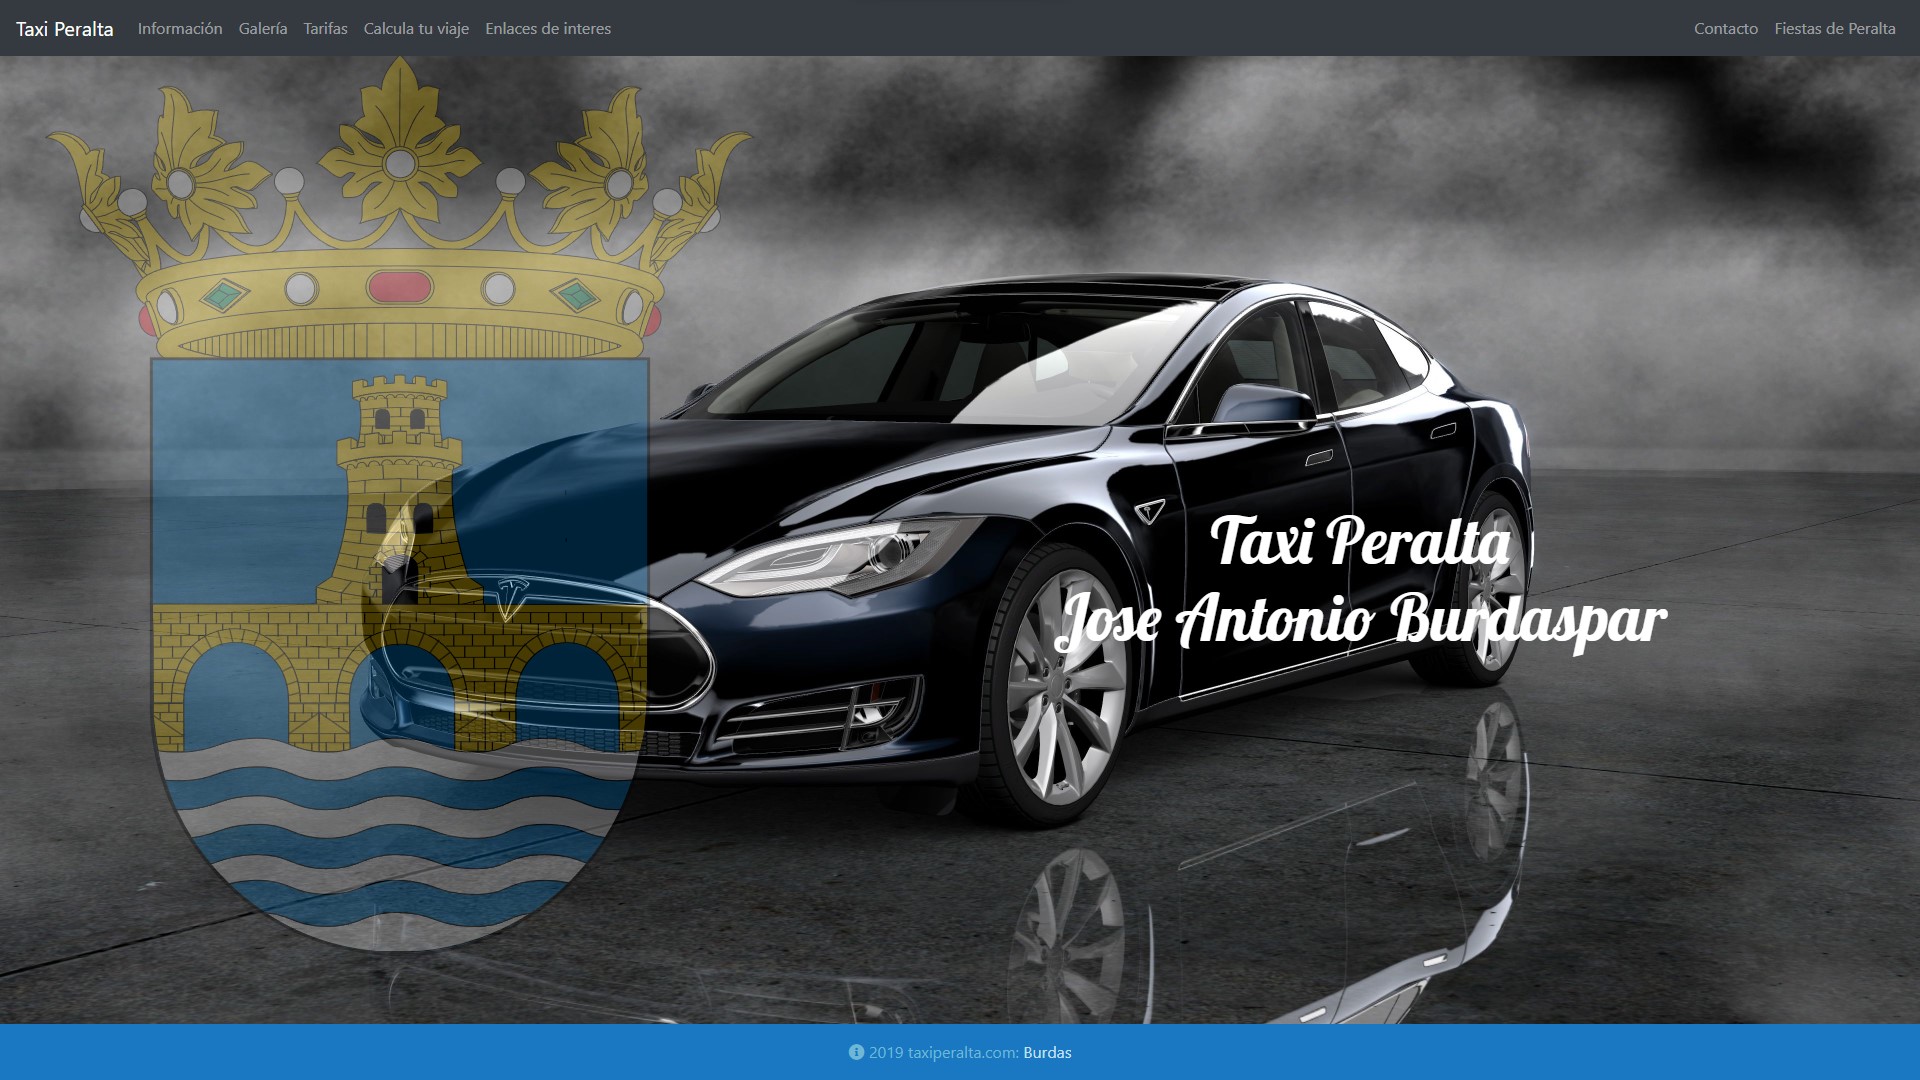 Taxi Peralta Información Galería Tarifas Calcula tu viaje Enlaces de interes Contacto Fiestas de Peralta
Taxi Peralta
Jose Antonio Burdaspar
2019 taxiperalta.com: Burdas